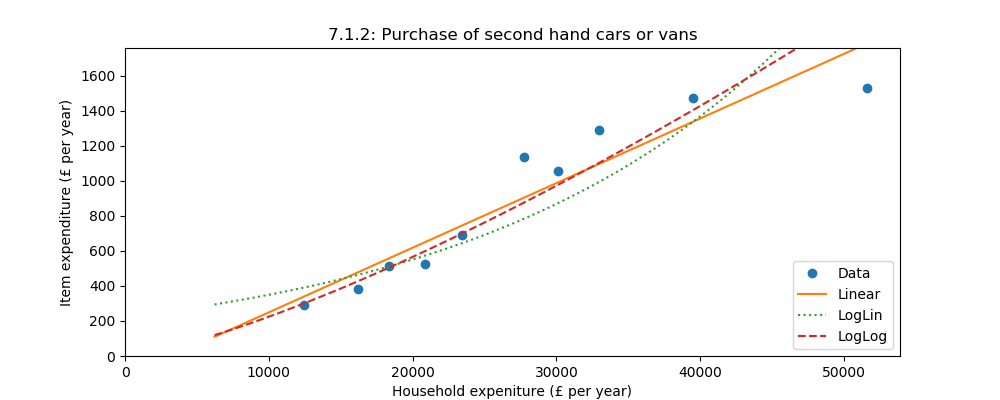 7.1.2: Purchase of second hand cars or vans
Item expenditure (£ per year)
1600
1400
1200
1000
800
600
400
200
0
0 10000 20000 30000 40000 50000
Household expeniture (£ per year)
Data
Linear
LogLin
LogLog